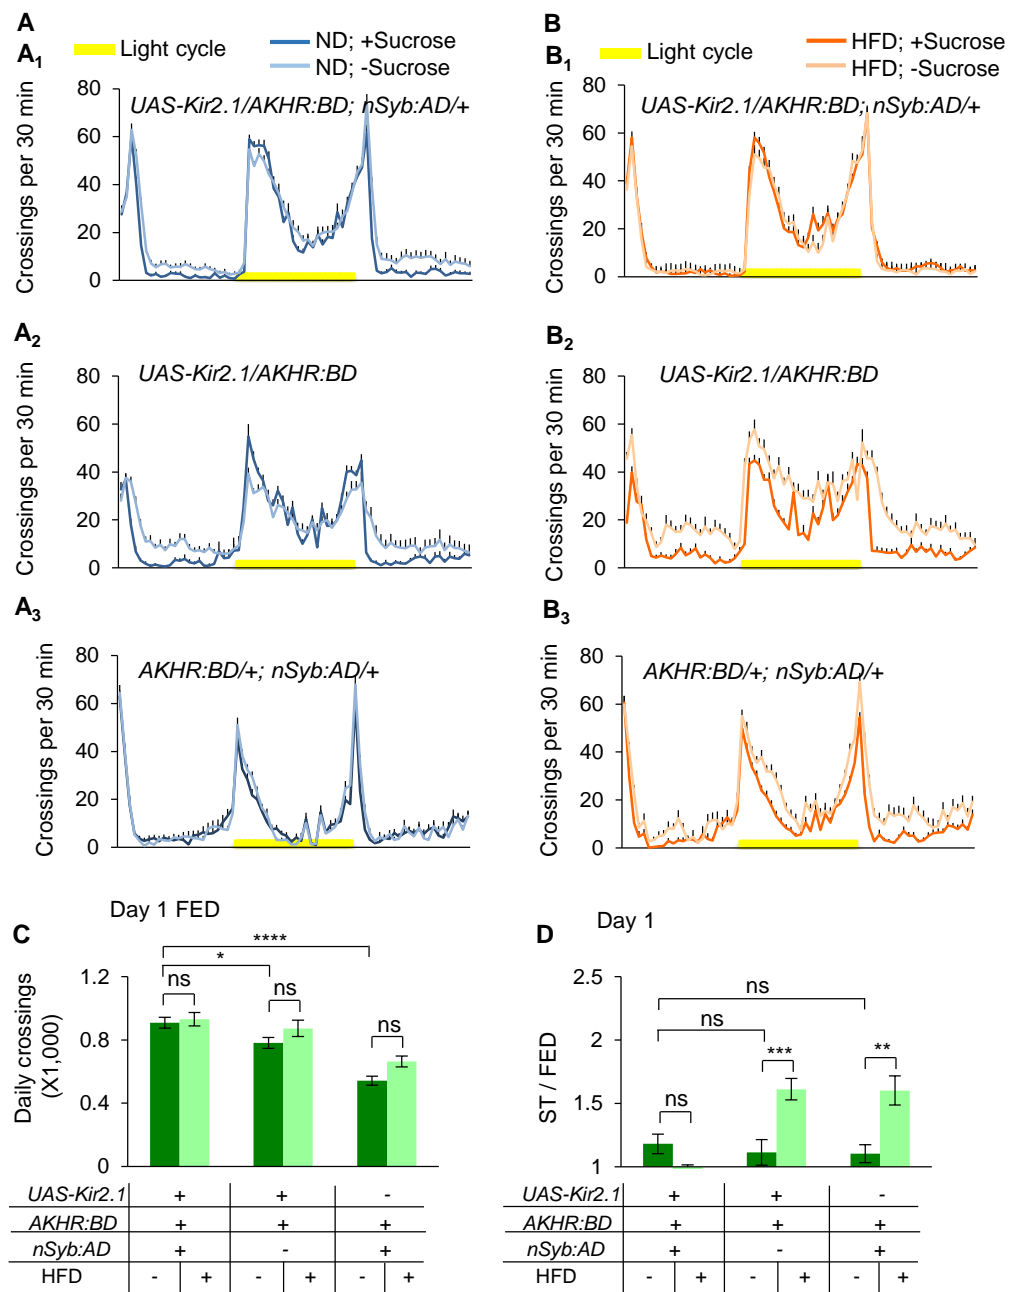 A
B
A1
Light cycle
ND; +Sucrose
ND; -Sucrose
B1
Light cycle
HFD; +Sucrose
HFD; -Sucrose
UAS-Kir2.1/AKHR:BD; nSyb:AD/+
Crossings per 30 min
80
60
40
20
0
UAS-Kir2.1/AKHR:BD; nSyb:AD/+
Crossings per 30 min
80
60
40
20
0
A2
UAS-Kir2.1/AKHR:BD
Crossings per 30 min
80
60
40
20
0
B2
UAS-Kir2.1/AKHR:BD
Crossings per 30 min
80
60
40
20
0
A3
AKHR:BD/+; nSyb:AD/+
Crossings per 30 min
80
60
40
20
0
B3
AKHR:BD/+; nSyb:AD/+
Crossings per 30 min
80
60
40
20
0
C
Day 1 FED
****
*
ns
ns
ns
Daily crossings
(X1,000)
1.2
0.8
0.4
0
UAS-Kir2.1 + + -
AKHR:BD + + +
nSyb:AD + - +
HFD - + - + - +
D
Day 1
ns
ns
ns
***
**
ST / FED
2.5
2
1.5
1
UAS-Kir2.1 + + -
AKHR:BD + + +
nSyb:AD + - +
HFD - + - + - +